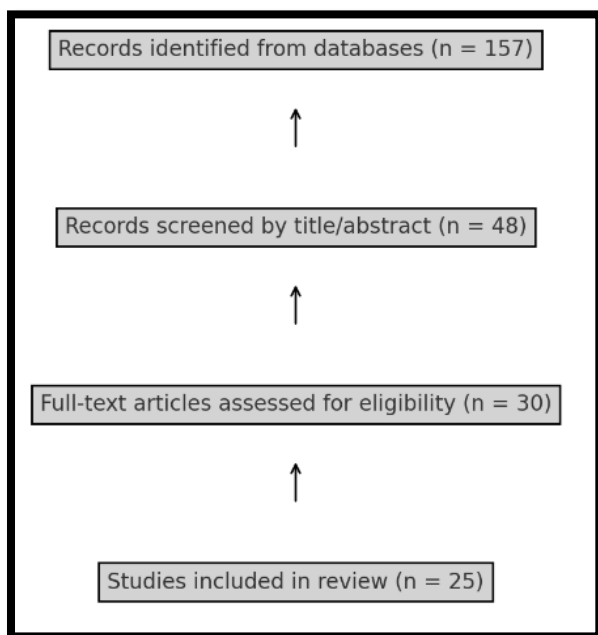 Records identified from databases (n = 157)
Records screened by title/abstract (n = 48)
Full-text articles assessed for eligibility (n = 30)
Studies included in review (n = 25)